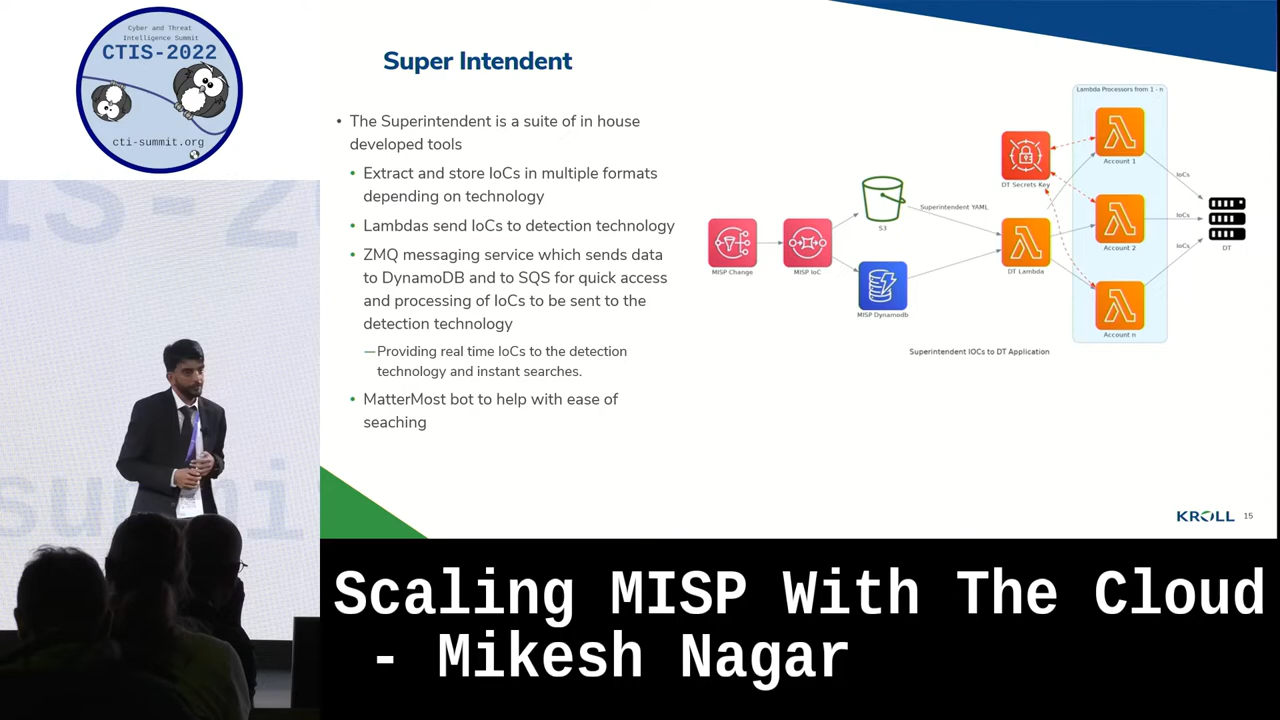 Cyber and Threat
Intelligence Summit
CTIS-2022
cti-summit.org
Super Intendent
• The Superintendent is a suite of in house
developed tools
• Extract and store IoCs in multiple formats
depending on technology
• Lambdas send IoCs to detection technology
• ZMQ messaging service which sends data
to DynamoDB and to SQS for quick access
and processing of IoCs to be sent to the
detection technology
—Providing real time IoCs to the detection
technology and instant searches.
• MatterMost bot to help with ease of
seaching
Lambda Processors from 1 - n
Account 1
DT Secrets Key
IoCs
Superintendent YAML
S3
IoCs
Account 2
DT
MISP Change
MISP IoC
DT Lambda
IoCs
MISP Dynamodb
Account n
Superintendent IOCs to DT Application
KROLL
15
Scaling MISP With The Cloud
- Mikesh Nagar
summi